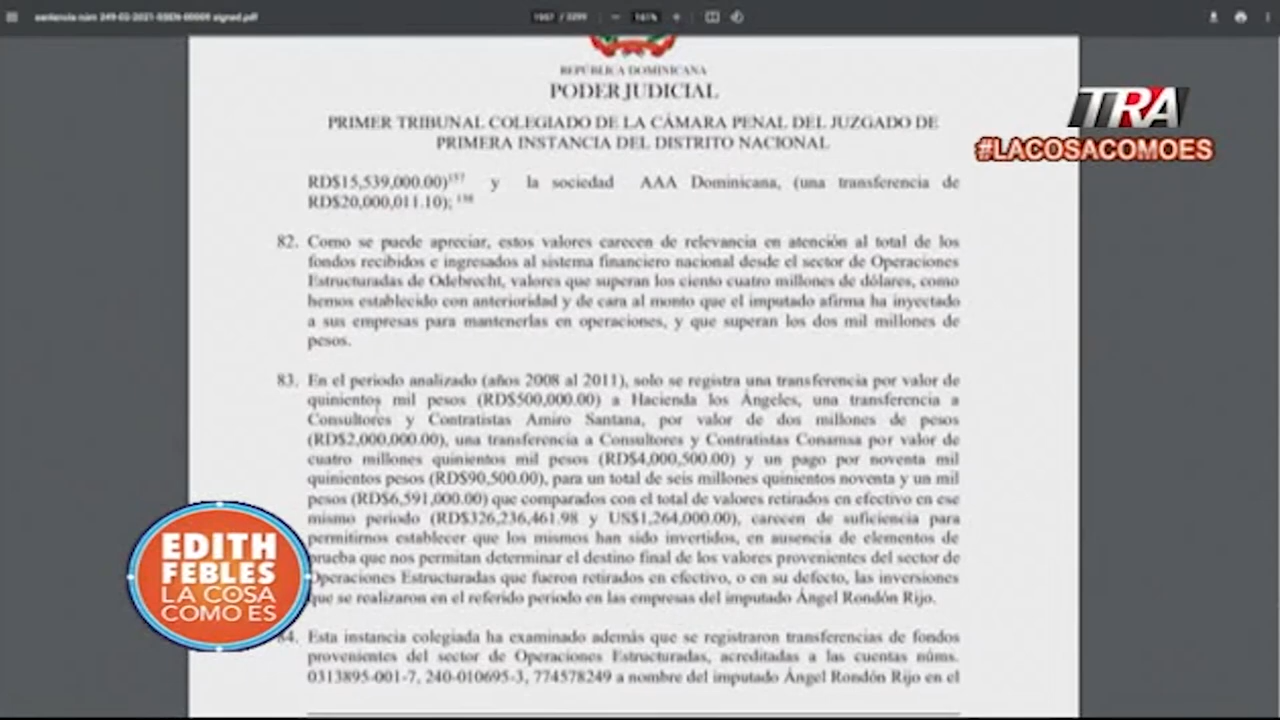 sentencia núm 249-02-2021-SSEN-00009 signed.pdf
161%
REPÚBLICA DOMINICANA
PODER JUDICIAL
TRA
PRIMER TRIBUNAL COLEGIADO DE LA CÁMARA PENAL DEL JUZGADO DE
PRIMERA INSTANCIA DEL DISTRITO NACIONAL
#LACOSACOMOES
RD$15,539,000.00)¹⁵⁷ y la sociedad AAA Dominicana, (una transferencia de
RD$20,000,011.10); ¹⁵⁸
82. Como se puede apreciar, estos valores carecen de relevancia en atención al total de los
fondos recibidos e ingresados al sistema financiero nacional desde el sector de Operaciones
Estructuradas de Odebrecht, valores que superan los ciento cuatro millones de dólares, como
hemos establecido con anterioridad y de cara al monto que el imputado afirma ha inyectado
a sus empresas para mantenerlas en operaciones, y que superan los dos mil millones de
pesos.
83. En el periodo analizado (años 2008 al 2011), solo se registra una transferencia por valor de
quinientos mil pesos (RD$500,000.00) a Hacienda los Ángeles, una transferencia a
Consultores y Contratistas Amiro Santana, por valor de dos millones de pesos
(RD$2,000,000.00), una transferencia a Consultores y Contratistas Conamsa por valor de
cuatro millones quinientos mil pesos (RD$4,000,500.00) y un pago por noventa mil
quinientos pesos (RD$90,500.00), para un total de seis millones quinientos noventa y un mil
pesos (RD$6,591,000.00) que comparados con el total de valores retirados en efectivo en ese
mismo periodo (RD$326,236,461.98 y US$1,264,000.00), carecen de suficiencia para
permitirnos establecer que los mismos han sido invertidos, en ausencia de elementos de
prueba que nos permitan determinar el destino final de los valores provenientes del sector de
Operaciones Estructuradas que fueron retirados en efectivo, o en su defecto, las inversiones
que se realizaron en el referido periodo en las empresas del imputado Ángel Rondón Rijo.
84. Esta instancia colegiada ha examinado además que se registraron transferencias de fondos
provenientes del sector de Operaciones Estructuradas, acreditadas a las cuentas núms.
0313895-001-7, 240-010695-3, 774578249 a nombre del imputado Ángel Rondón Rijo en el
EDITH
FEBLES
LA COSA
COMO ES